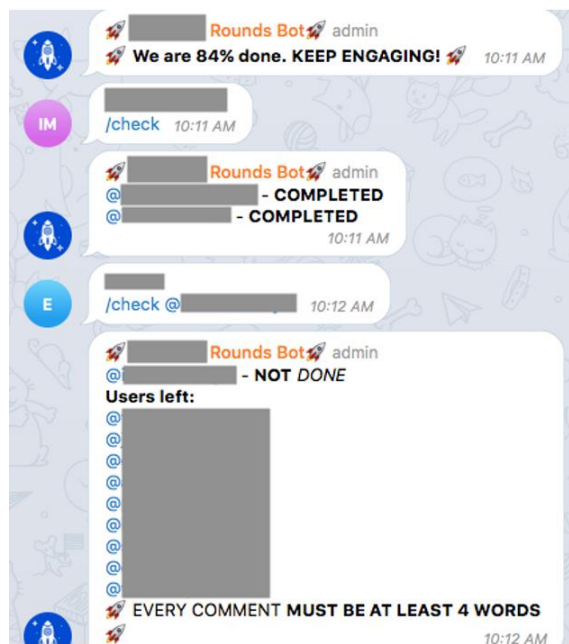 🚀 Rounds Bot🚀 admin
🚀 We are 84% done. KEEP ENGAGING! 🚀 10:11 AM
IM
/check 10:11 AM
🚀 Rounds Bot🚀 admin
@ - COMPLETED
@ - COMPLETED
10:11 AM
E
/check @ 10:12 AM
🚀 Rounds Bot🚀 admin
@ - NOT DONE
Users left:
@
@
@
@
@
@
@
@
@
🚀 EVERY COMMENT MUST BE AT LEAST 4 WORDS
🚀 10:12 AM